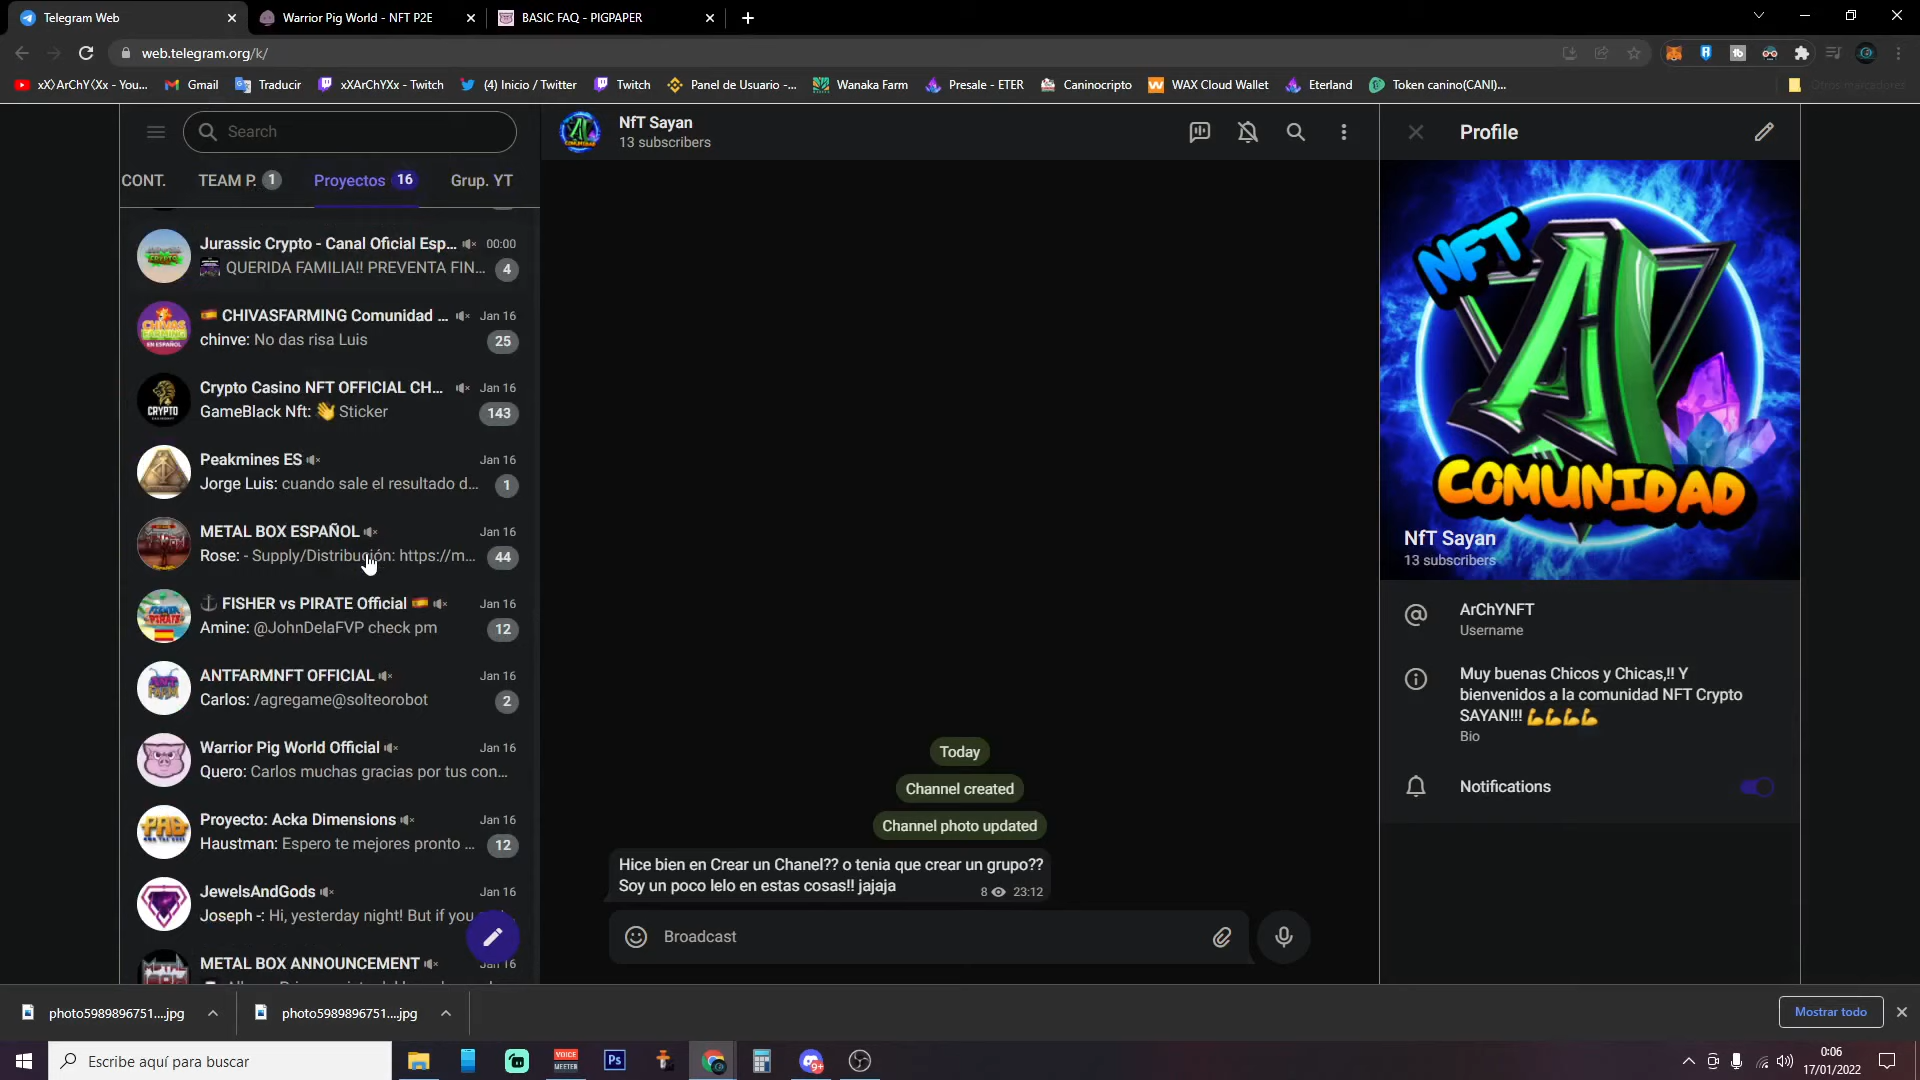 Telegram Web
Warrior Pig World - NFT P2E
BASIC FAQ - PIGPAPER
web.telegram.org/k/
xX)ArChY(Xx - You...
Gmail
Traducir
xXArChYXx - Twitch
(4) Inicio / Twitter
Twitch
Panel de Usuario -...
Wanaka Farm
Presale - ETER
Caninocripto
WAX Cloud Wallet
Eterland
Token canino(CANI)...
Otros marcadores
Search
CONT.
TEAM P. 1
Proyectos 16
Grup. YT
Jurassic Crypto - Canal Oficial Esp... 00:00
QUERIDA FAMILIA!! PREVENTA FIN... 4
🇪🇸 CHIVASFARMING Comunidad ... Jan 16
chinve: No das risa Luis 25
Crypto Casino NFT OFFICIAL CH... Jan 16
GameBlack Nft: 👋 Sticker 143
Peakmines ES Jan 16
Jorge Luis: cuando sale el resultado d... 1
METAL BOX ESPAÑOL Jan 16
Rose: - Supply/Distribución: https://m... 44
⚓ FISHER vs PIRATE Official 🇪🇸 Jan 16
Amine: @JohnDelaFVP check pm 12
ANTFARMNFT OFFICIAL Jan 16
Carlos: /agregame@solteorobot 2
Warrior Pig World Official Jan 16
Quero: Carlos muchas gracias por tus con...
Proyecto: Acka Dimensions Jan 16
Haustman: Espero te mejores pronto ... 12
JewelsAndGods Jan 16
Joseph -: Hi, yesterday night! But if you
METAL BOX ANNOUNCEMENT Jan 16
NfT Sayan
13 subscribers
Today
Channel created
Channel photo updated
Hice bien en Crear un Chanel?? o tenia que crear un grupo??
Soy un poco lelo en estas cosas!! jajaja 8 23:12
Broadcast
Profile
NFT
COMUNIDAD
NfT Sayan
13 subscribers
ArChYNFT
Username
Muy buenas Chicos y Chicas,!! Y
bienvenidos a la comunidad NFT Crypto
SAYAN!!! 💪💪💪💪
Bio
Notifications
photo5989896751....jpg
photo5989896751....jpg
Mostrar todo
Escribe aquí para buscar
VOICE
MEETER
Ps
9+
0:06
17/01/2022